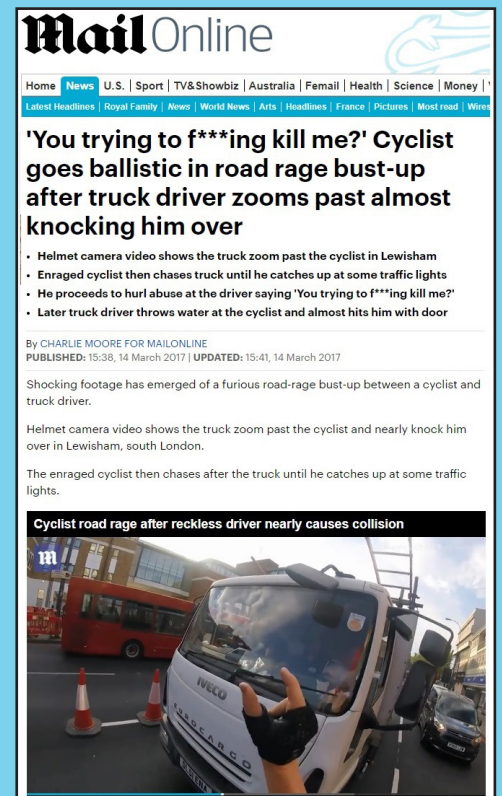 Mail Online
Home News U.S. | Sport | TV&Showbiz | Australia | Femail | Health | Science | Money |
Latest Headlines | Royal Family | News | World News | Arts | Headlines | France | Pictures | Most read | Wires
'You trying to f***ing kill me?' Cyclist
goes ballistic in road rage bust-up
after truck driver zooms past almost
knocking him over
• Helmet camera video shows the truck zoom past the cyclist in Lewisham
• Enraged cyclist then chases truck until he catches up at some traffic lights
• He proceeds to hurl abuse at the driver saying 'You trying to f***ing kill me?'
• Later truck driver throws water at the cyclist and almost hits him with door
By CHARLIE MOORE FOR MAILONLINE
PUBLISHED: 15:38, 14 March 2017 | UPDATED: 15:41, 14 March 2017
Shocking footage has emerged of a furious road-rage bust-up between a cyclist and
truck driver.
Helmet camera video shows the truck zoom past the cyclist and nearly knock him
over in Lewisham, south London.
The enraged cyclist then chases after the truck until he catches up at some traffic
lights.
Cyclist road rage after reckless driver nearly causes collision
m
IVECO
EUROCARGO